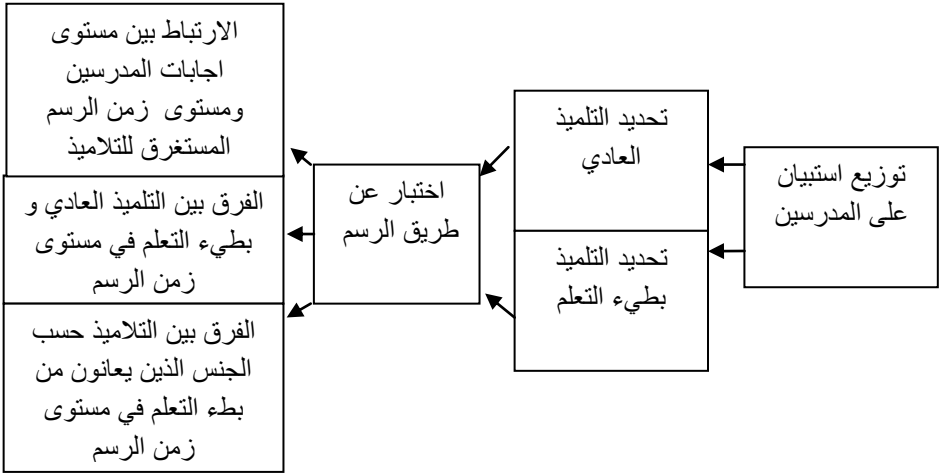 توزيع استبيان
على المدرسين
تحديد التلميذ
العادي
تحديد التلميذ
بطيء التعلم
اختبار عن
طريق الرسم
الارتباط بين مستوى
اجابات المدرسين
ومستوى زمن الرسم
المستغرق للتلاميذ
الفرق بين التلميذ العادي و
بطيء التعلم في مستوى
زمن الرسم
الفرق بين التلاميذ حسب
الجنس الذين يعانون من
بطء التعلم في مستوى
زمن الرسم